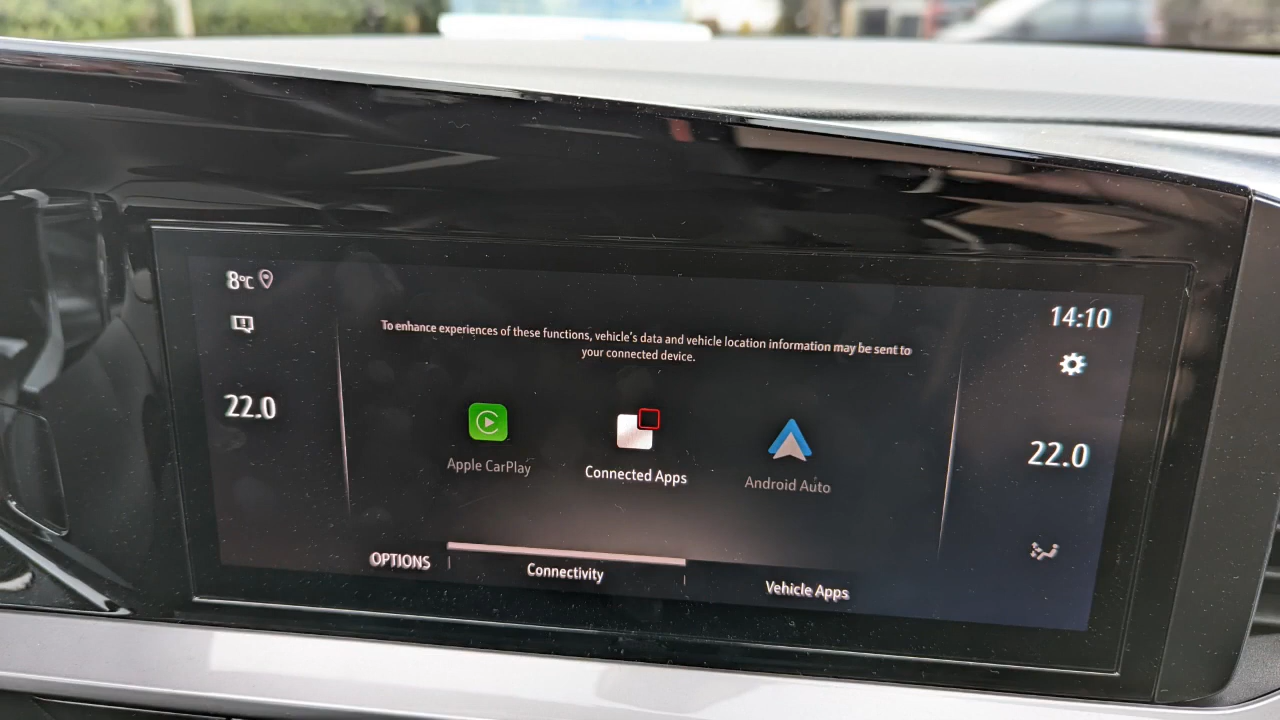 8°C
14:10
To enhance experiences of these functions, vehicle's data and vehicle location information may be sent to
your connected device.
22.0
22.0
Apple CarPlay
Connected Apps
Android Auto
OPTIONS
Connectivity
Vehicle Apps